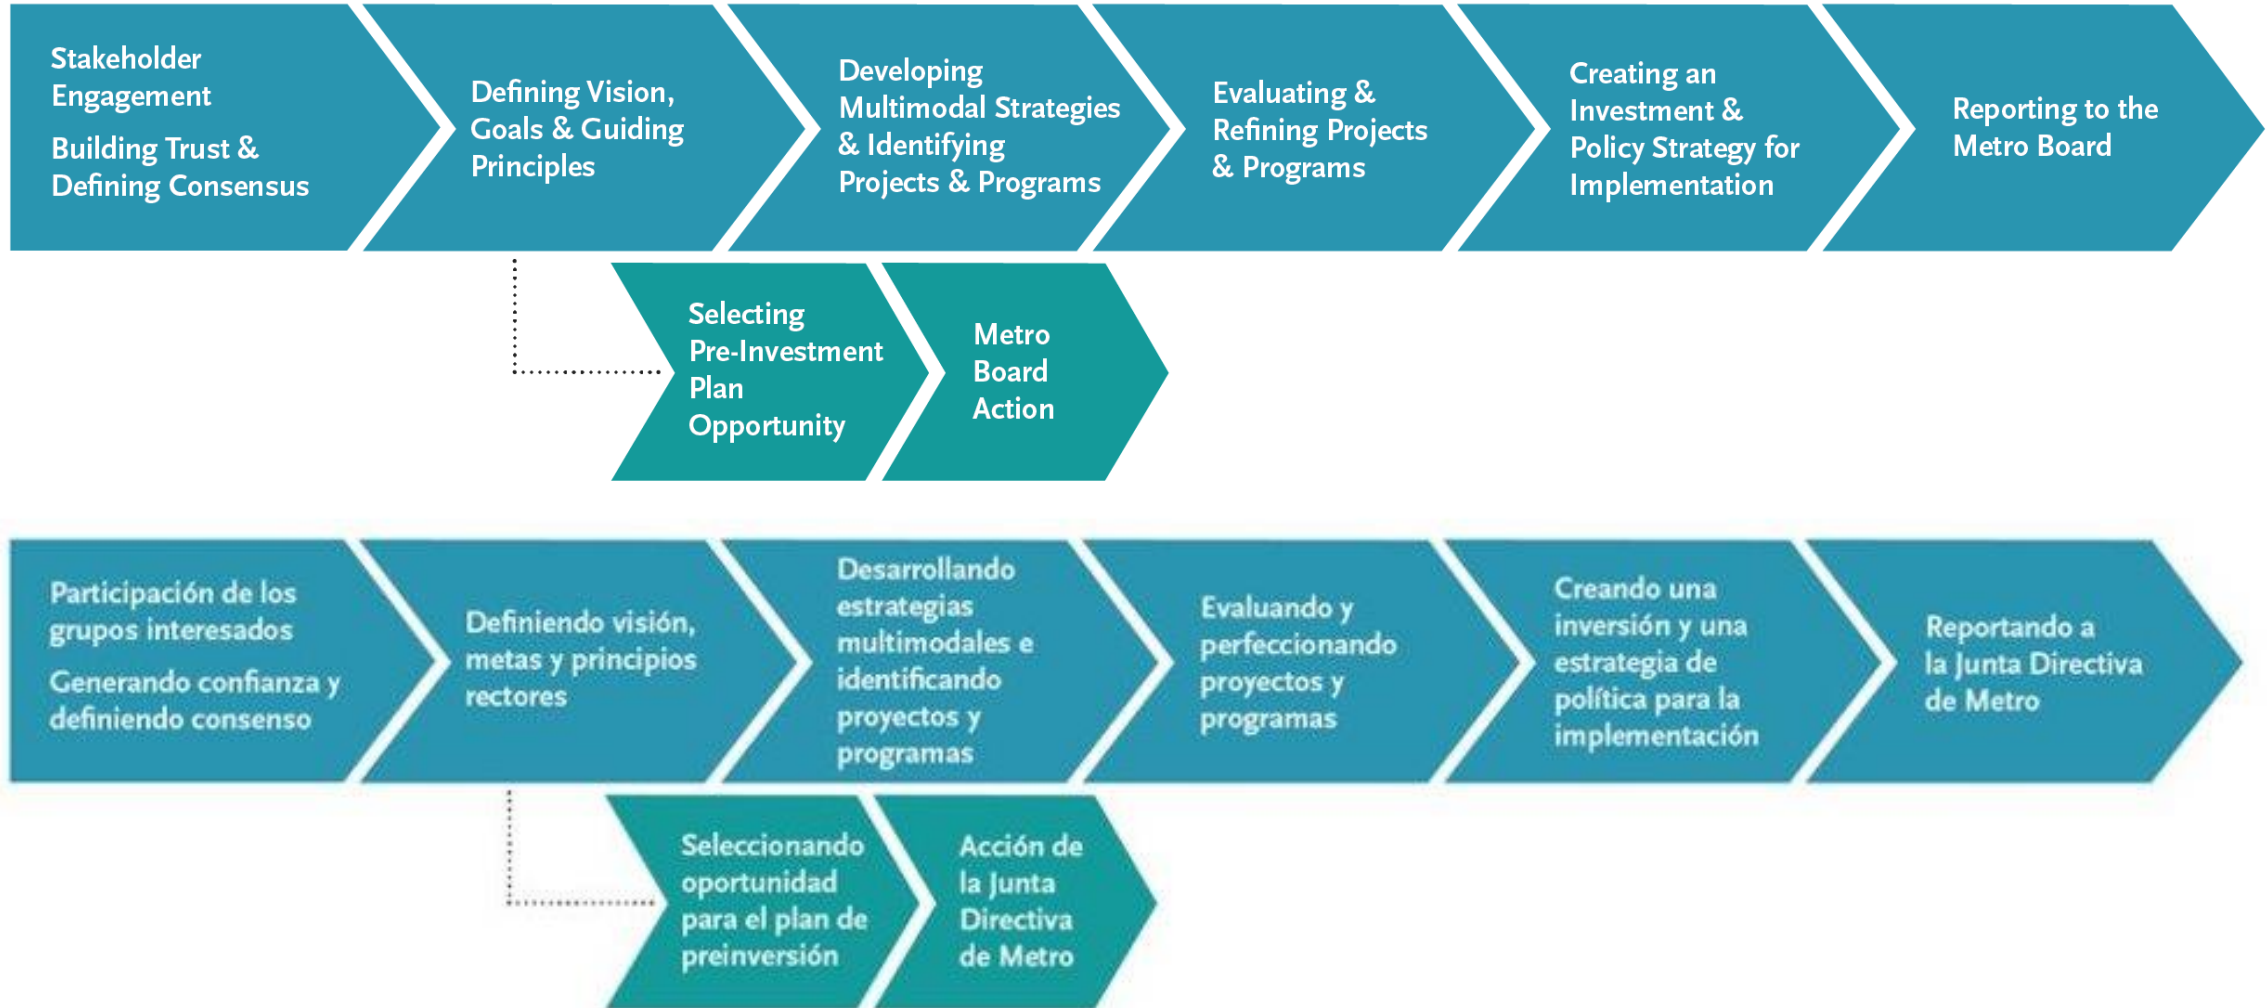 Stakeholder
Engagement
Building Trust &
Defining Consensus
Defining Vision,
Goals & Guiding
Principles
Developing
Multimodal Strategies
& Identifying
Projects & Programs
Evaluating &
Refining Projects
& Programs
Creating an
Investment &
Policy Strategy for
Implementation
Reporting to the
Metro Board
Selecting
Pre-Investment
Plan
Opportunity
Metro
Board
Action
Participación de los
grupos interesados
Generando confianza y
definiendo consenso
Definiendo visión,
metas y principios
rectores
Desarrollando
estrategias
multimodales e
identificando
proyectos y
programas
Evaluando y
perfeccionando
proyectos y
programas
Creando una
inversión y una
estrategia de
política para la
implementación
Reportando a
la Junta Directiva
de Metro
Seleccionando
oportunidad
para el plan de
preinversión
Acción de
la Junta
Directiva
de Metro